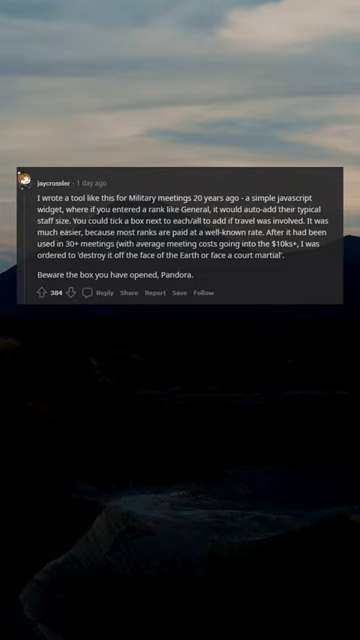 jaycrossler · 1 day ago
I wrote a tool like this for Military meetings 20 years ago - a simple javascript
widget, where if you entered a rank like General, it would auto-add their typical
staff size. You could tick a box next to each/all to add if travel was involved. It was
much easier, because most ranks are paid at a well-known rate. After it had been
used in 30+ meetings (with average meeting costs going into the $10ks+, I was
ordered to 'destroy it off the face of the Earth or face a court martial'.
Beware the box you have opened, Pandora.
384 Reply Share Report Save Follow